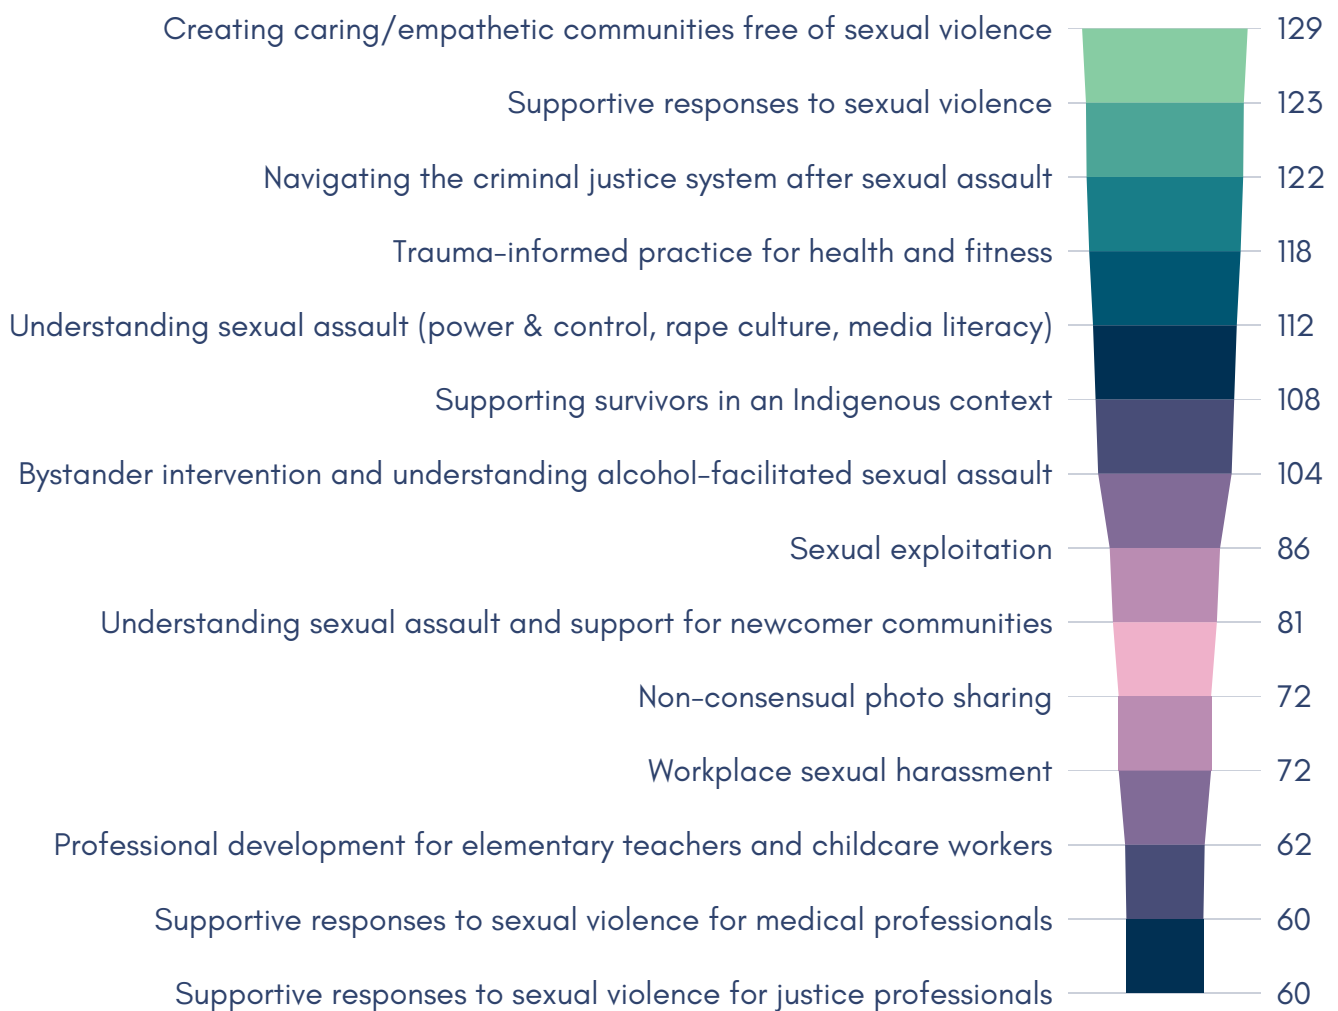 Creating caring/empathetic communities free of sexual violence 129
Supportive responses to sexual violence 123
Navigating the criminal justice system after sexual assault 122
Trauma-informed practice for health and fitness 118
Understanding sexual assault (power & control, rape culture, media literacy) 112
Supporting survivors in an Indigenous context 108
Bystander intervention and understanding alcohol-facilitated sexual assault 104
Sexual exploitation 86
Understanding sexual assault and support for newcomer communities 81
Non-consensual photo sharing 72
Workplace sexual harassment 72
Professional development for elementary teachers and childcare workers 62
Supportive responses to sexual violence for medical professionals 60
Supportive responses to sexual violence for justice professionals 60